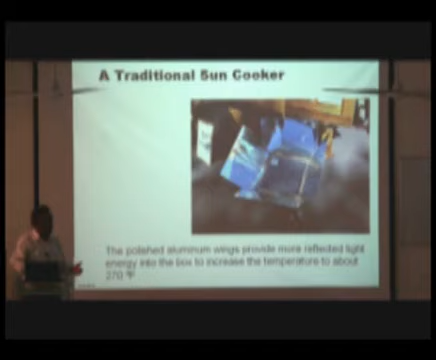 A Traditional Sun Cooker
The polished aluminum wings provide more reflected light
energy into the box to increase the temperature to about
270 °F